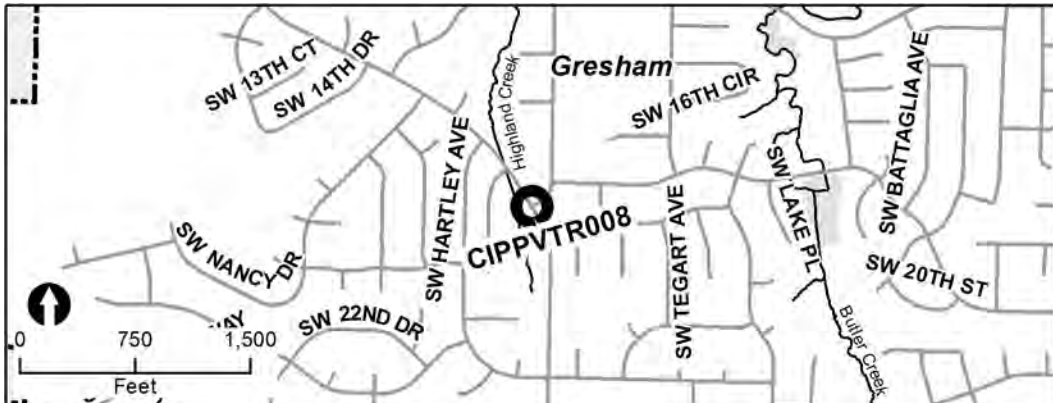 SW 13TH CT
SW 14TH DR
Highland Creek
Gresham
SW 16TH CIR
SW BATTAGLIA AVE
SW HARTLEY AVE
SW LAKE PL
CIPPVTR008
SW TEGART AVE
SW NANCY DR
SW 20TH ST
SW 22ND DR
Butler Creek
0 750 1,500
Feet